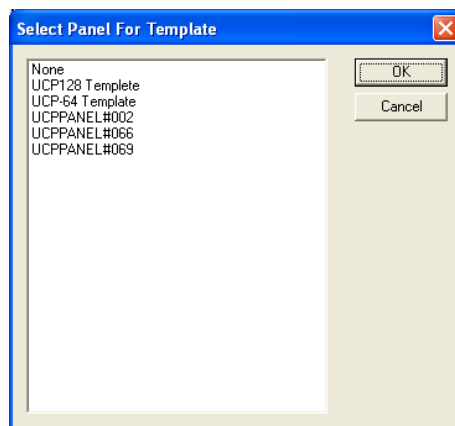 Select Panel For Template
None
UCP128 Templete
UCP-64 Template
UCPPANEL#002
UCPPANEL#066
UCPPANEL#069
OK
Cancel